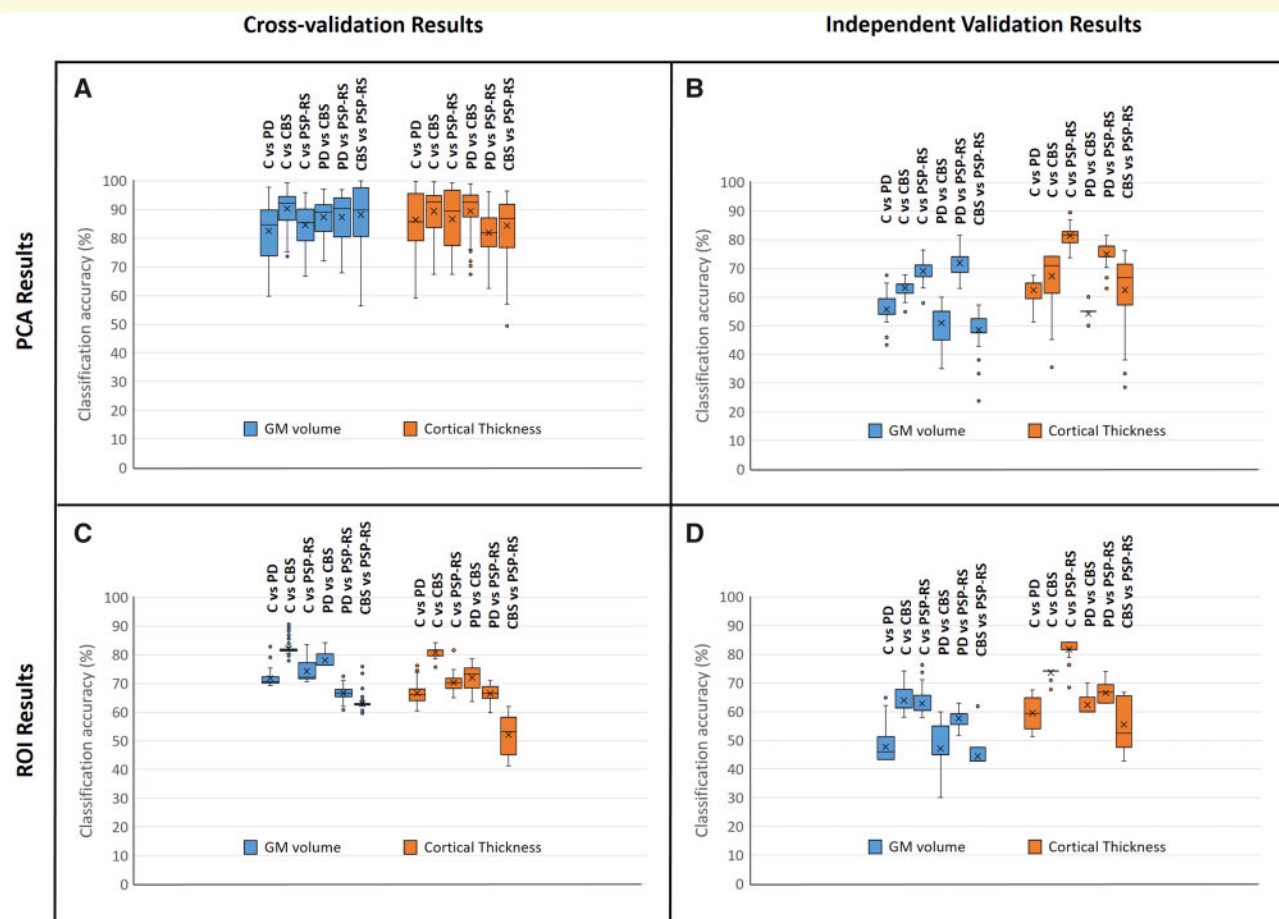 Cross-validation Results
Independent Validation Results
PCA Results
A
C vs PD
C vs CBS
C vs PSP-RS
PD vs CBS
PD vs PSP-RS
CBS vs PSP-RS
C vs PD
C vs CBS
C vs PSP-RS
PD vs CBS
PD vs PSP-RS
CBS vs PSP-RS
Classification accuracy (%)
100
90
80
70
60
50
40
30
20
10
0
GM volume
Cortical Thickness
B
C vs PD
C vs CBS
C vs PSP-RS
PD vs CBS
PD vs PSP-RS
CBS vs PSP-RS
C vs PD
C vs CBS
C vs PSP-RS
PD vs CBS
PD vs PSP-RS
CBS vs PSP-RS
Classification accuracy (%)
100
90
80
70
60
50
40
30
20
10
0
GM volume
Cortical Thickness
ROI Results
C
C vs PD
C vs CBS
C vs PSP-RS
PD vs CBS
PD vs PSP-RS
CBS vs PSP-RS
C vs PD
C vs CBS
C vs PSP-RS
PD vs CBS
PD vs PSP-RS
CBS vs PSP-RS
Classification accuracy (%)
100
90
80
70
60
50
40
30
20
10
0
GM volume
Cortical Thickness
D
C vs PD
C vs CBS
C vs PSP-RS
PD vs CBS
PD vs PSP-RS
CBS vs PSP-RS
C vs PD
C vs CBS
C vs PSP-RS
PD vs CBS
PD vs PSP-RS
CBS vs PSP-RS
Classification accuracy (%)
100
90
80
70
60
50
40
30
20
10
0
GM volume
Cortical Thickness